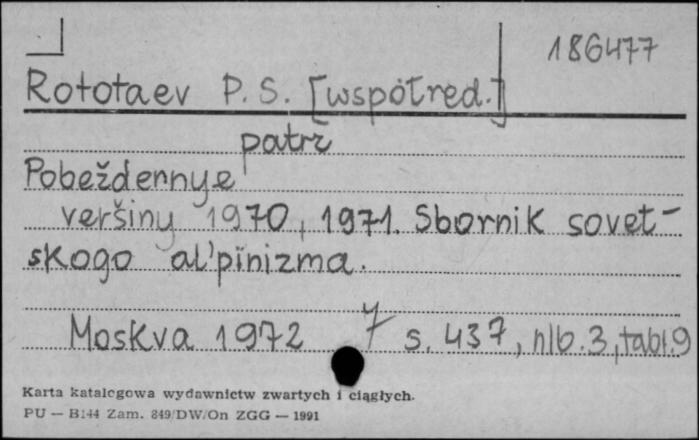 186477
Rototaev P. S. [współred.]
patrz
Pobeždennye
veršiny 1970, 1971. Sbornik sovet-
skogo al'pinizma.
Moskva 1972 7 s. 437, nlb. 3, tabl. 9
Karta katalogowa wydawnictw zwartych i ciągłych.
PU — B144 Zam. 849/DW/On ZGG — 1991